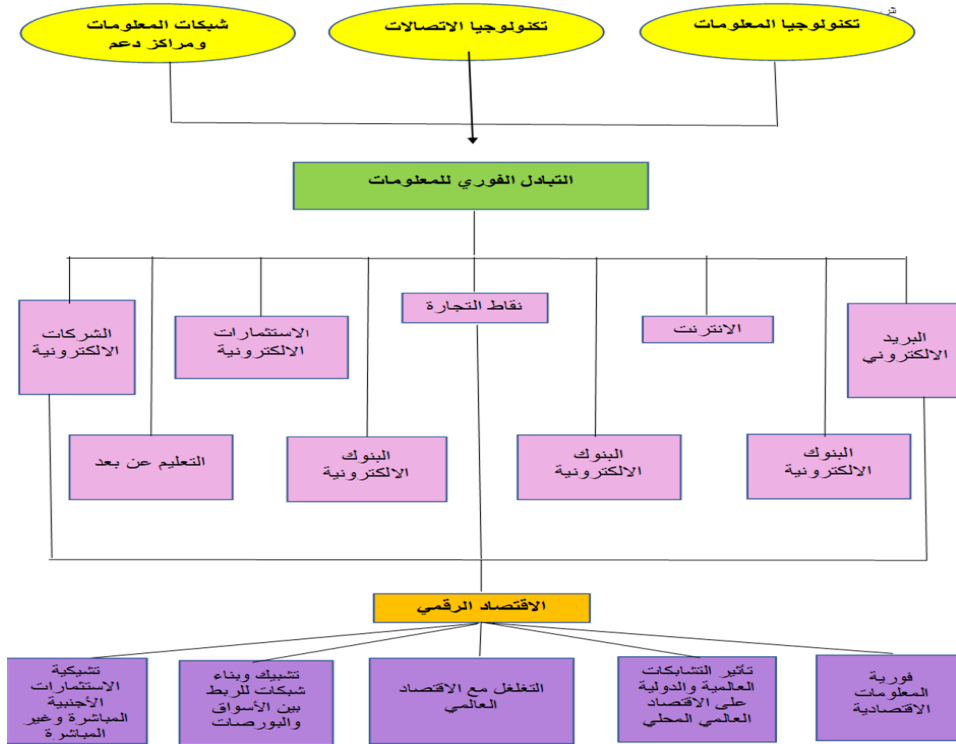 تكنولوجيا المعلومات
تكنولوجيا الاتصالات
شبكات المعلومات
ومراكز دعم
التبادل الفوري للمعلومات
البريد
الالكتروني
الانترنت
نقاط التجارة
الاستثمارات
الالكترونية
الشركات
الالكترونية
البنوك
الالكترونية
البنوك
الالكترونية
البنوك
الالكترونية
التعليم عن بعد
الاقتصاد الرقمي
فورية
المعلومات
الاقتصادية
تأثير التشابكات
العالمية والدولية
على الاقتصاد
العالمي المحلي
التغلغل مع الاقتصاد
العالمي
تشبيك وبناء
شبكات للربط
بين الأسواق
والبورصات
تشيكية
الاستثمارات
الأجنبية
المباشرة وغير
المباشرة